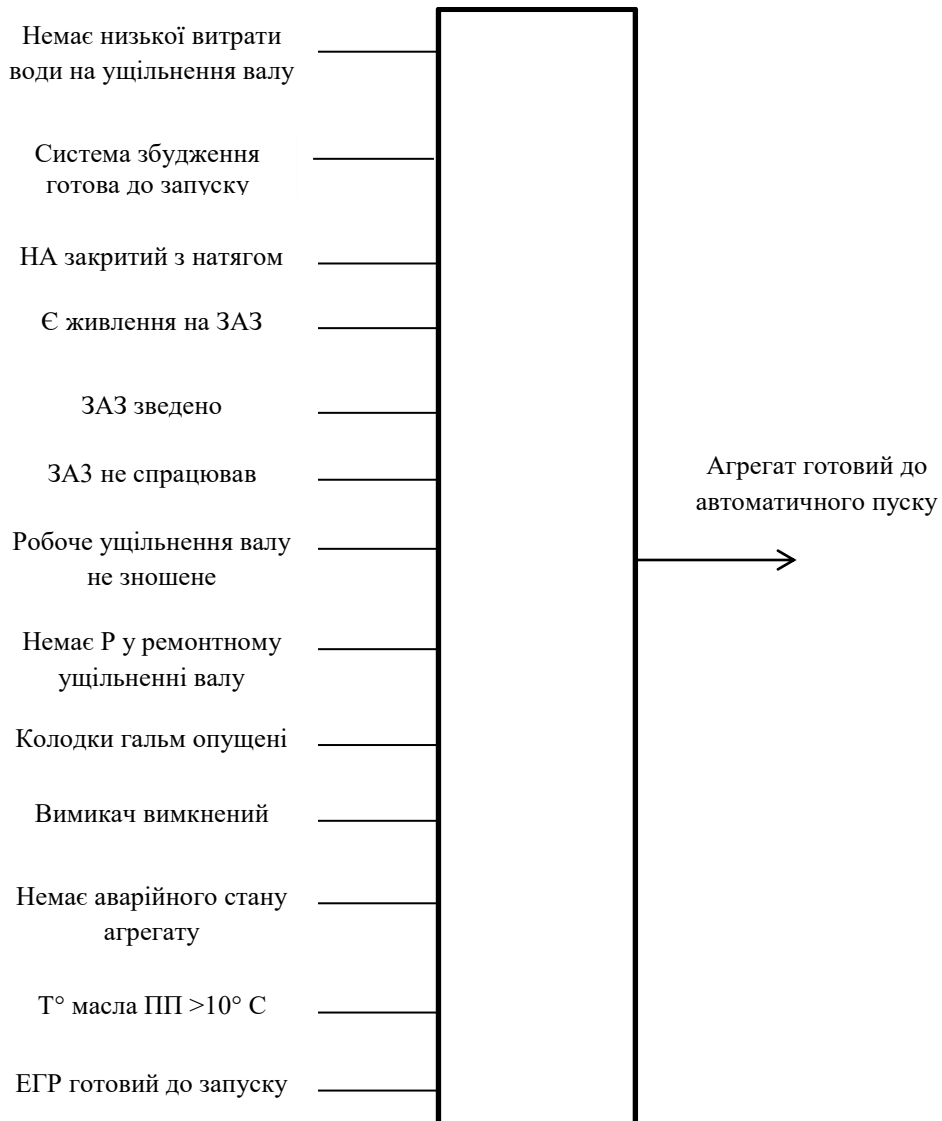 Немає низької витрати
води на ущільнення валу
Система збудження
готова до запуску
НА закритий з натягом
Є живлення на ЗАЗ
ЗАЗ зведено
ЗАЗ не спрацював
Агрегат готовий до
автоматичного пуску
Робоче ущільнення валу
не зношене
Немає Р у ремонтному
ущільненні валу
Колодки гальм опущені
Вимикач вимкнений
Немає аварійного стану
агрегату
Т° масла ПП >10° С
ЕГР готовий до запуску